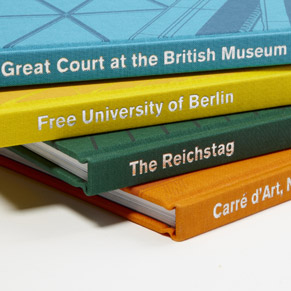 Great Court at the British Museum
Free University of Berlin
The Reichstag
Carré d'Art, N